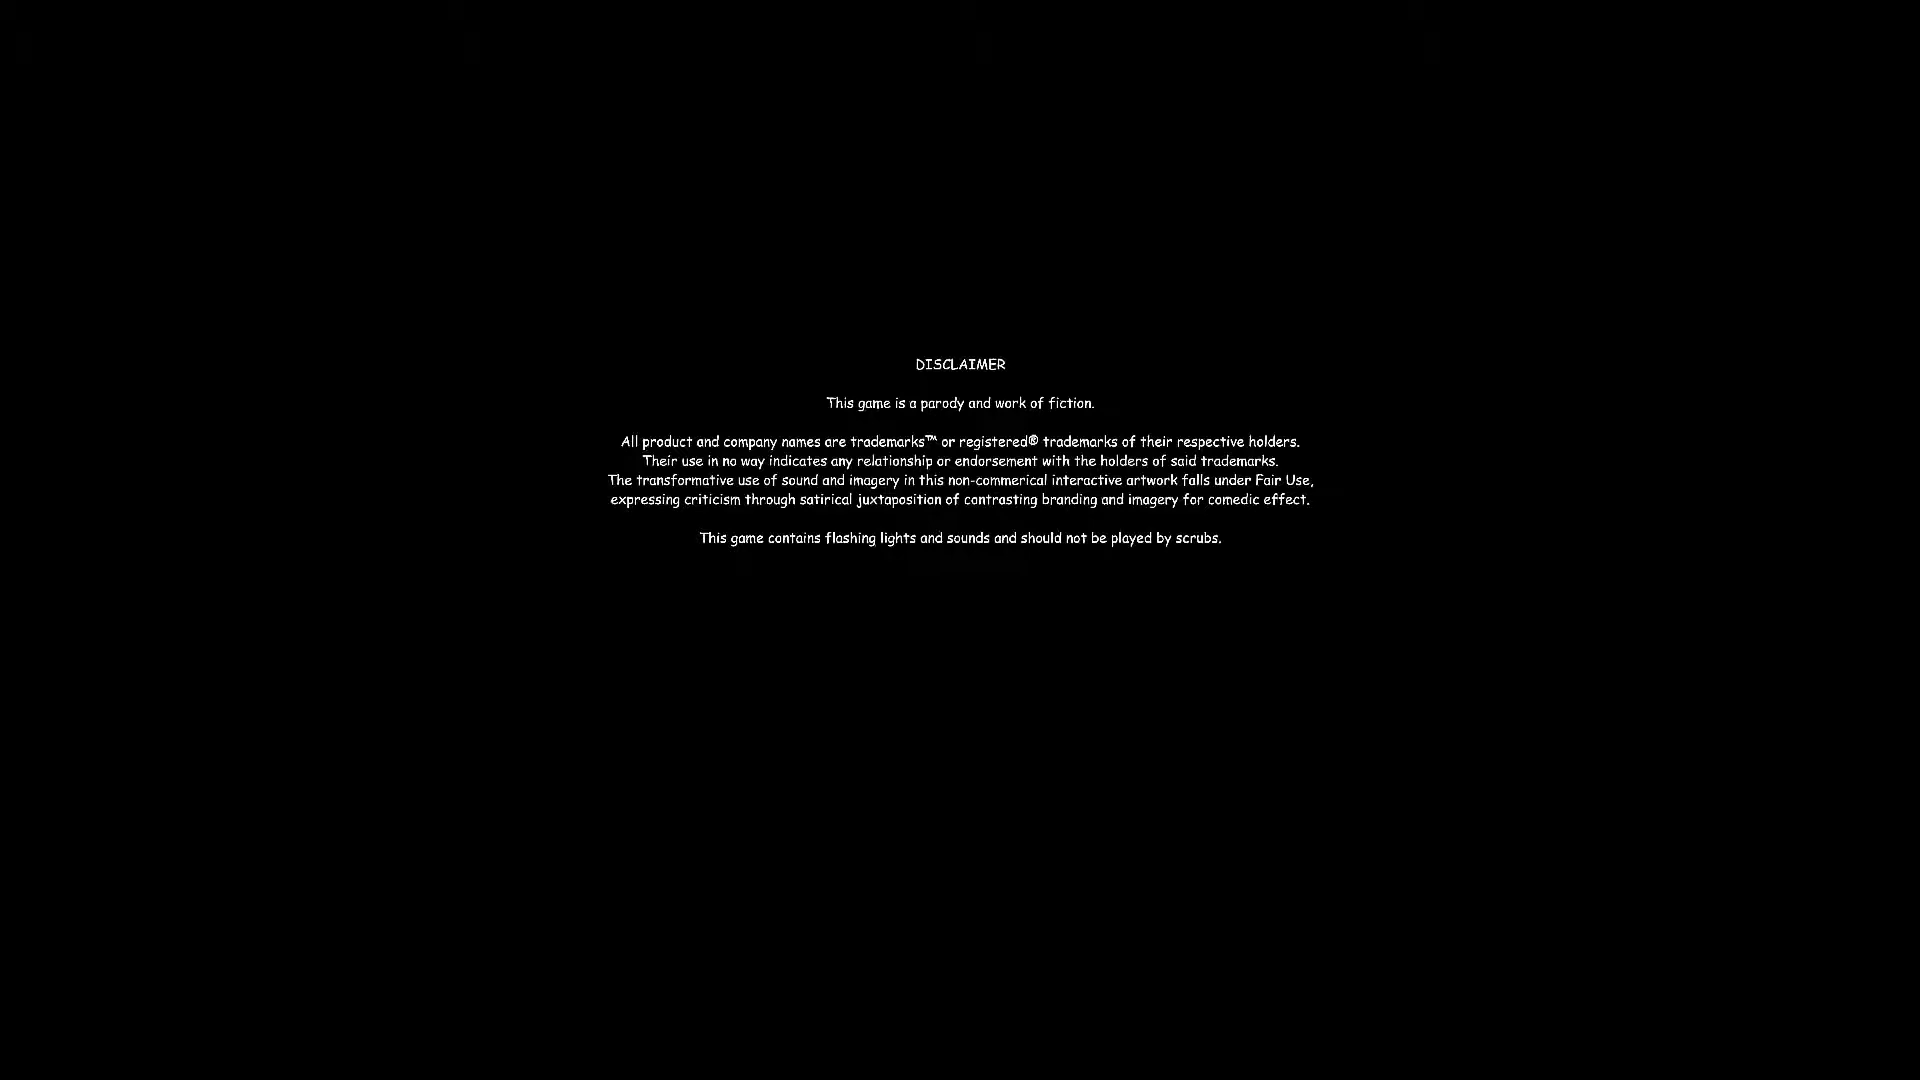 DISCLAIMER
This game is a parody and work of fiction.
All product and company names are trademarks™ or registered® trademarks of their respective holders.
Their use in no way indicates any relationship or endorsement with the holders of said trademarks.
The transformative use of sound and imagery in this non-commerical interactive artwork falls under Fair Use,
expressing criticism through satirical juxtaposition of contrasting branding and imagery for comedic effect.
This game contains flashing lights and sounds and should not be played by scrubs.